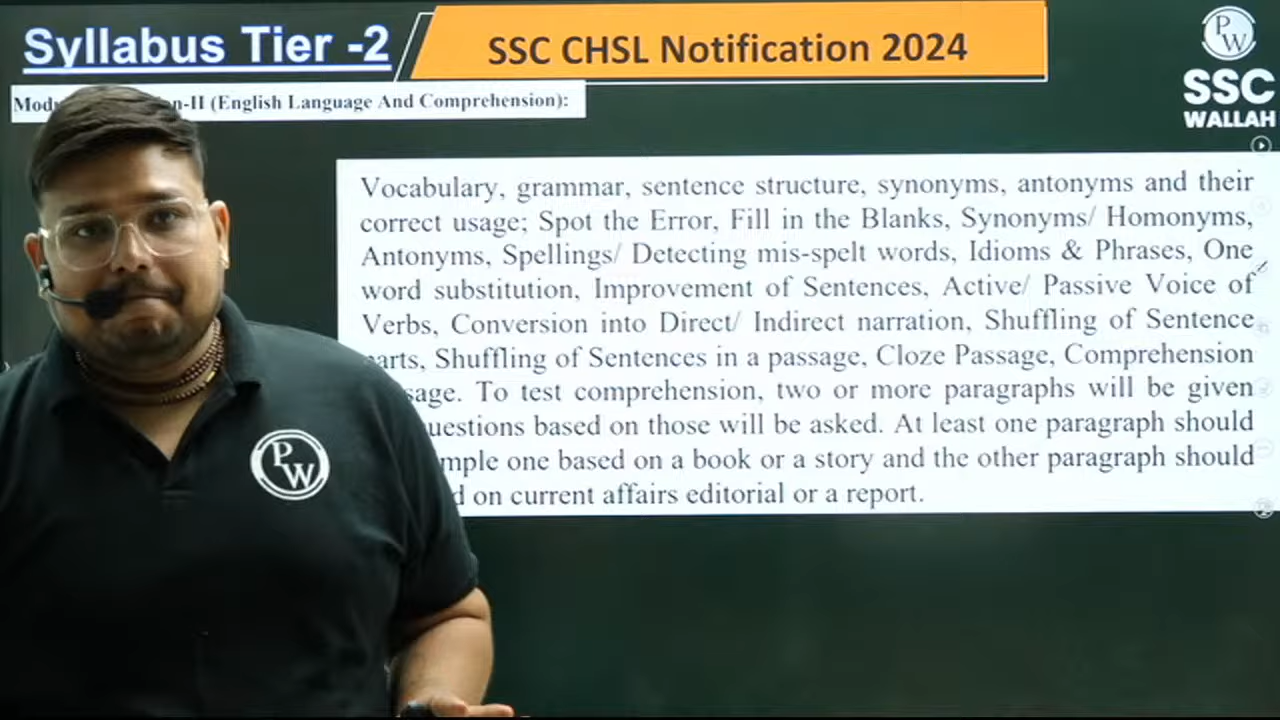 Syllabus Tier -2
SSC CHSL Notification 2024
PW
SSC
WALLAH
n-II (English Language And Comprehension):
Vocabulary, grammar, sentence structure, synonyms, antonyms and their
correct usage; Spot the Error, Fill in the Blanks, Synonyms/ Homonyms,
Antonyms, Spellings/ Detecting mis-spelt words, Idioms & Phrases, One
word substitution, Improvement of Sentences, Active/ Passive Voice of
Verbs, Conversion into Direct/ Indirect narration, Shuffling of Sentence
arts, Shuffling of Sentences in a passage, Cloze Passage, Comprehension
sage. To test comprehension, two or more paragraphs will be given
uestions based on those will be asked. At least one paragraph should
mple one based on a book or a story and the other paragraph should
d on current affairs editorial or a report.
PW